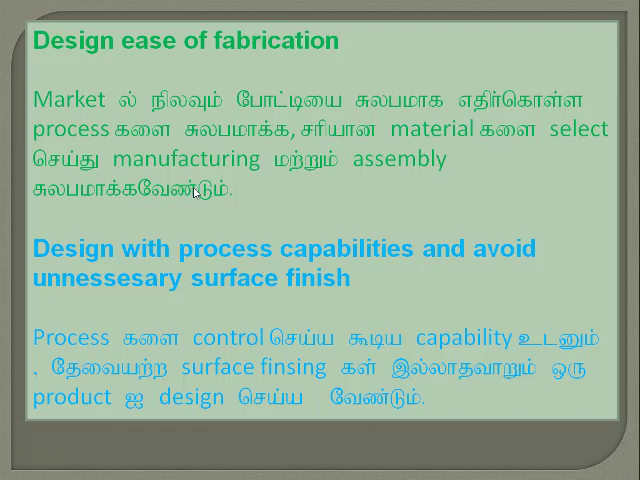 Design ease of fabrication
Market ல் நிலவும் போட்டியை சுலபமாக எதிர்கொள்ள
process களை சுலபமாக்க, சரியான material களை select
செய்து manufacturing மற்றும் assembly
சுலபமாக்கவேண்டும்.
Design with process capabilities and avoid
unnessesary surface finish
Process களை control செய்ய கூடிய capability உடனும்
, தேவையற்ற surface finsing கள் இல்லாதவாறும் ஒரு
product ஐ design செய்ய வேண்டும்.